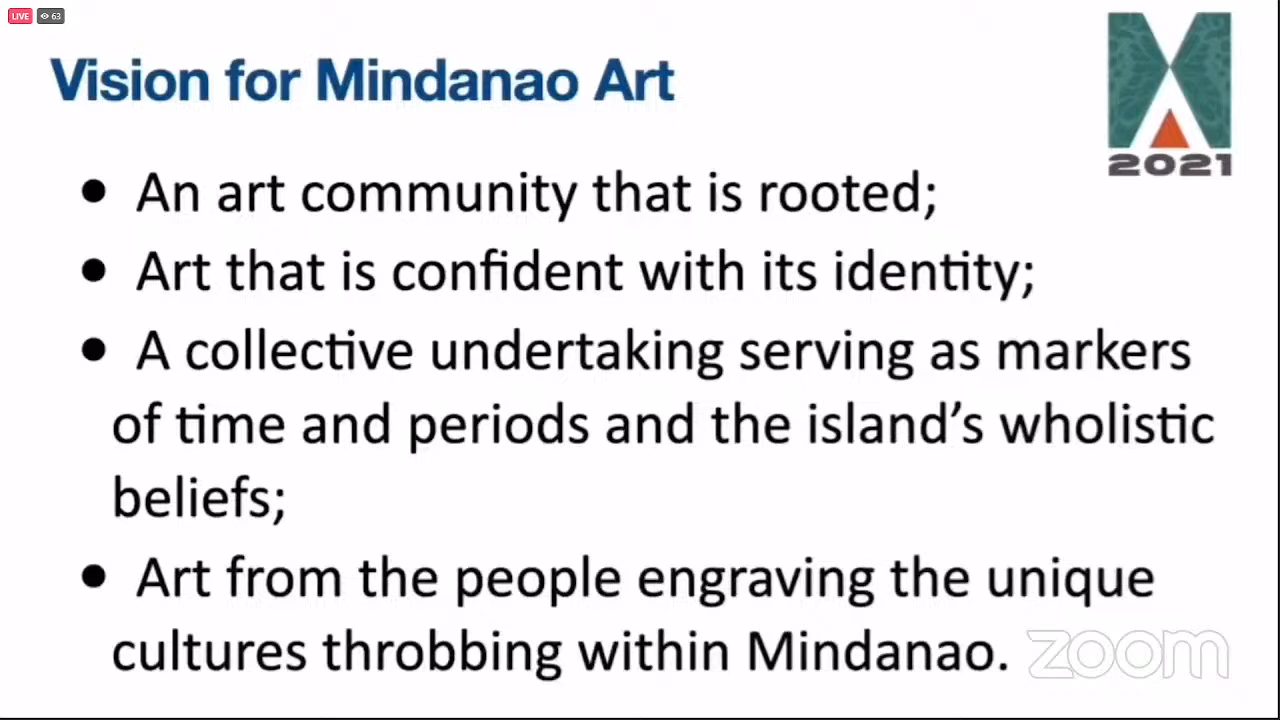 LIVE 63
Vision for Mindanao Art
2021
• An art community that is rooted;
• Art that is confident with its identity;
• A collective undertaking serving as markers
of time and periods and the island’s wholistic
beliefs;
• Art from the people engraving the unique
cultures throbbing within Mindanao.
zoom